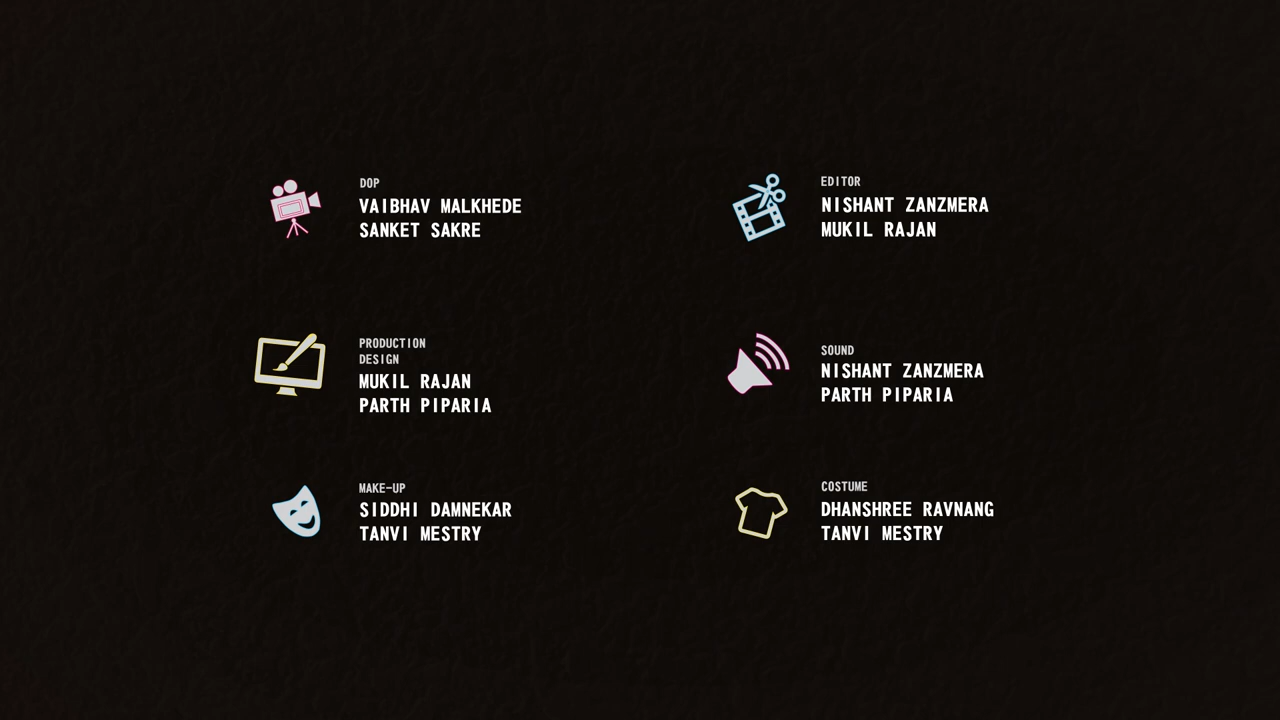 DOP
VAIBHAV MALKHEDE
SANKET SAKRE
EDITOR
NISHANT ZANZMERA
MUKIL RAJAN
PRODUCTION
DESIGN
MUKIL RAJAN
PARTH PIPARIA
SOUND
NISHANT ZANZMERA
PARTH PIPARIA
MAKE-UP
SIDDHI DAMNEKAR
TANVI MESTRY
COSTUME
DHANSHREE RAVNANG
TANVI MESTRY